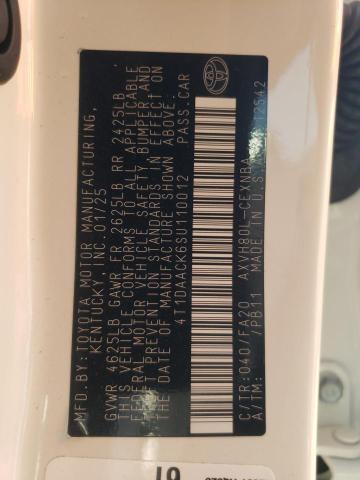 MFD.BY:TOYOTA MOTOR MANUFACTURING,
KENTUCKY, INC.01/25
GVWR 4625LB GAWR FR 2625LB RR 2425LB
THIS VEHICLE CONFORMS TO ALL APPLICABLE
FEDERAL MOTOR VEHICLE SAFETY, BUMPER AND
THEFT PREVENTION STANDARDS IN EFFECT ON
THE DATE OF MANUFACTURE SHOWN ABOVE.
4T1DAACK6SU110012 PASS.CAR
C/TR:040/FA20 AXVH80L-CEXNBA
A/TM: /PB11 MADE IN U.S.
T2542